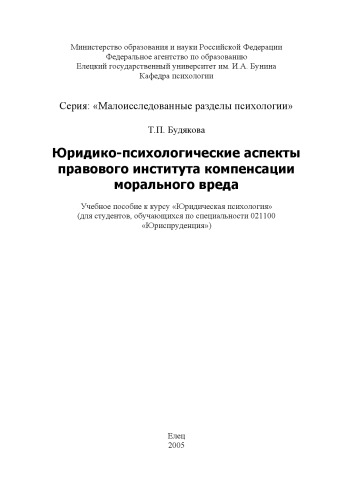 Министерство образования и науки Российской Федерации
Федеральное агентство по образованию
Елецкий государственный университет им. И.А. Бунина
Кафедра психологии
Серия: «Малоисследованные разделы психологии»
Т.П. Будякова
Юридико-психологические аспекты
правового института компенсации
морального вреда
Учебное пособие к курсу «Юридическая психология»
(для студентов, обучающихся по специальности 021100
«Юриспруденция»)
Елец
2005